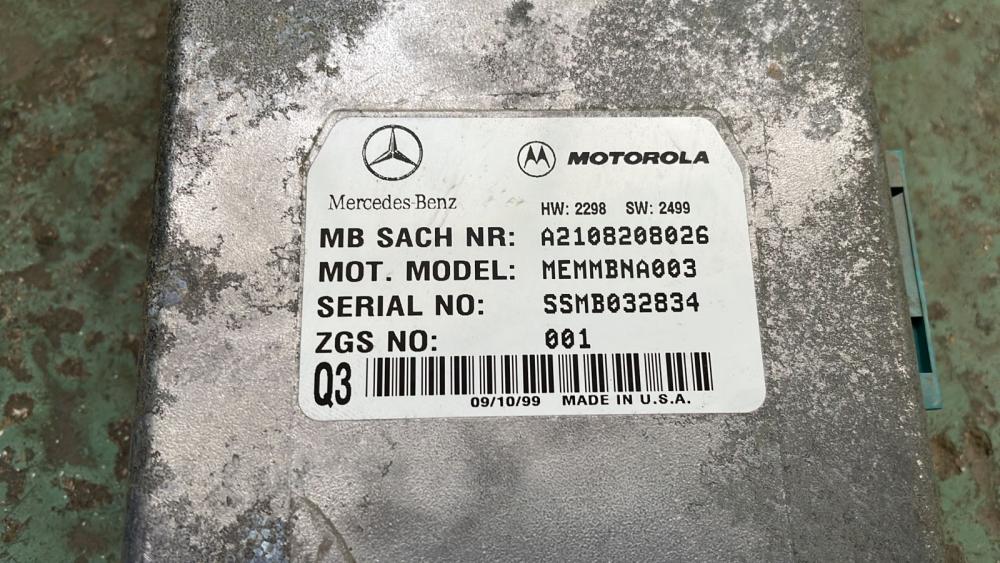 MOTOROLA
Mercedes-Benz
HW: 2298 SW: 2499
MB SACH NR: A2108208026
MOT. MODEL: MEMMBNA003
SERIAL NO: SSMB032834
ZGS NO: 001
Q3
09/10/99 MADE IN U.S.A.